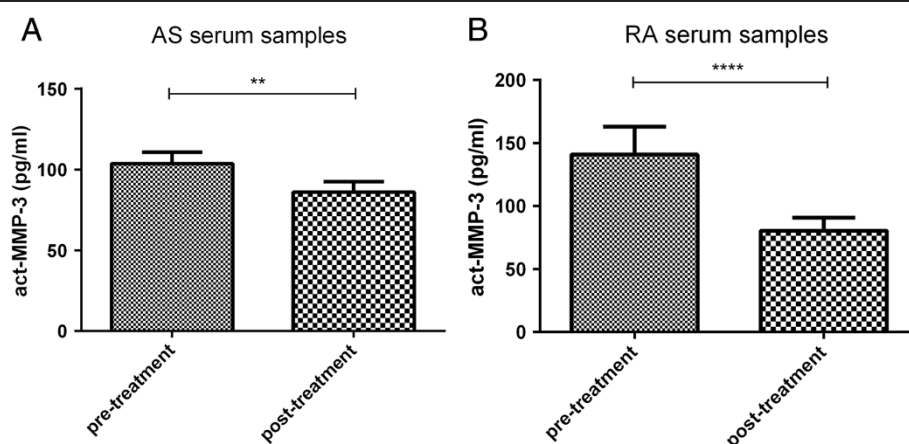 A
AS serum samples
**
act-MMP-3 (pg/ml)
150
100
50
0
pre-treatment
post-treatment
B
RA serum samples
****
act-MMP-3 (pg/ml)
200
150
100
50
0
pre-treatment
post-treatment